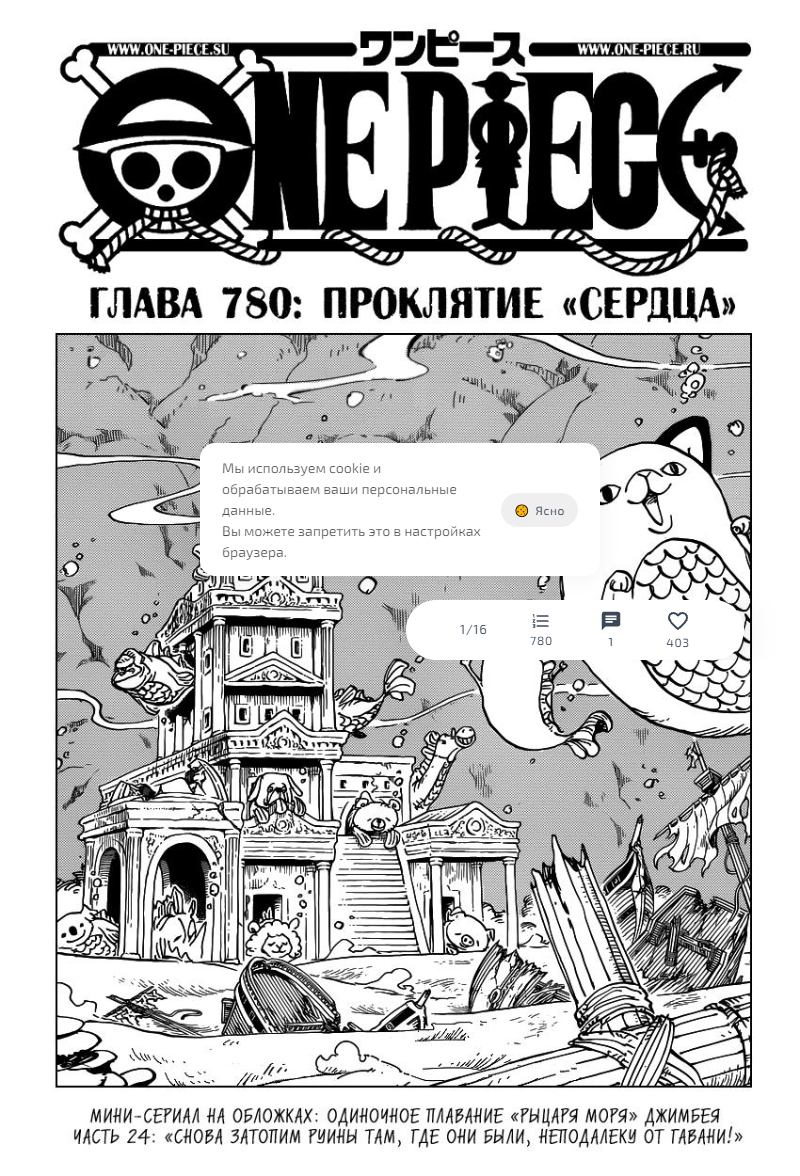 WWW.ONE-PIECE.SU ワンピース WWW.ONE-PIECE.RU
ONE PIECE
ГЛАВА 780: ПРОКЛЯТИЕ «СЕРДЦА»
Мы используем cookie и
обрабатываем ваши персональные
данные.
Вы можете запретить это в настройках
браузера.
Ясно
1/16
780
1
403
МИНИ-СЕРИАЛ НА ОБЛОЖКАХ: ОДИНОЧНОЕ ПЛАВАНИЕ «РЫЦАРЯ МОРЯ» ДЖИМБЕЯ
ЧАСТЬ 24: «СНОВА ЗАТОПИМ РУИНЫ ТАМ, ГДЕ ОНИ БЫЛИ, НЕПОДАЛЕКУ ОТ ГАВАНИ!»